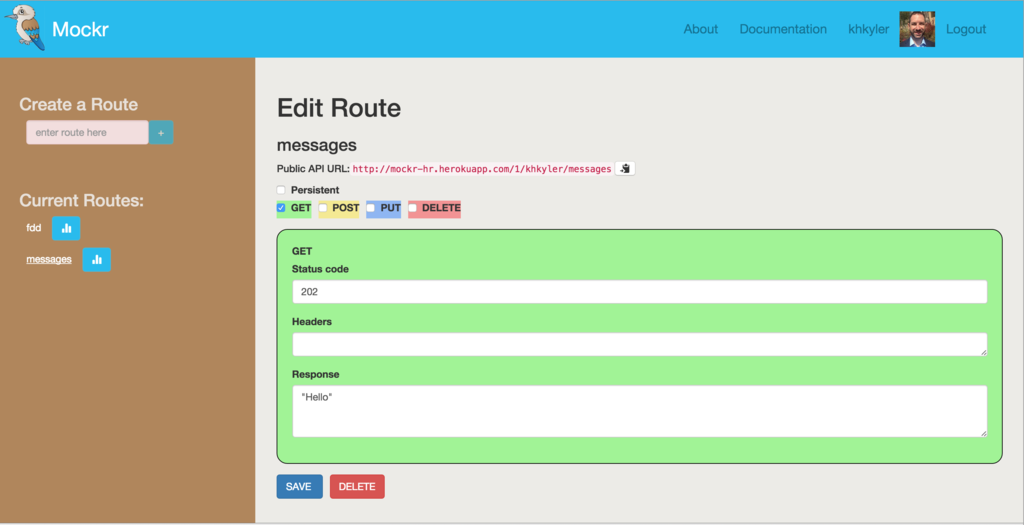 Mockr
About Documentation khkyler Logout
Create a Route
enter route here +
Current Routes:
fdd
messages
Edit Route
messages
Public API URL: http://mockr-hr.herokuapp.com/1/khkyler/messages
Persistent
GET POST PUT DELETE
GET
Status code
202
Headers
Response
"Hello"
SAVE DELETE